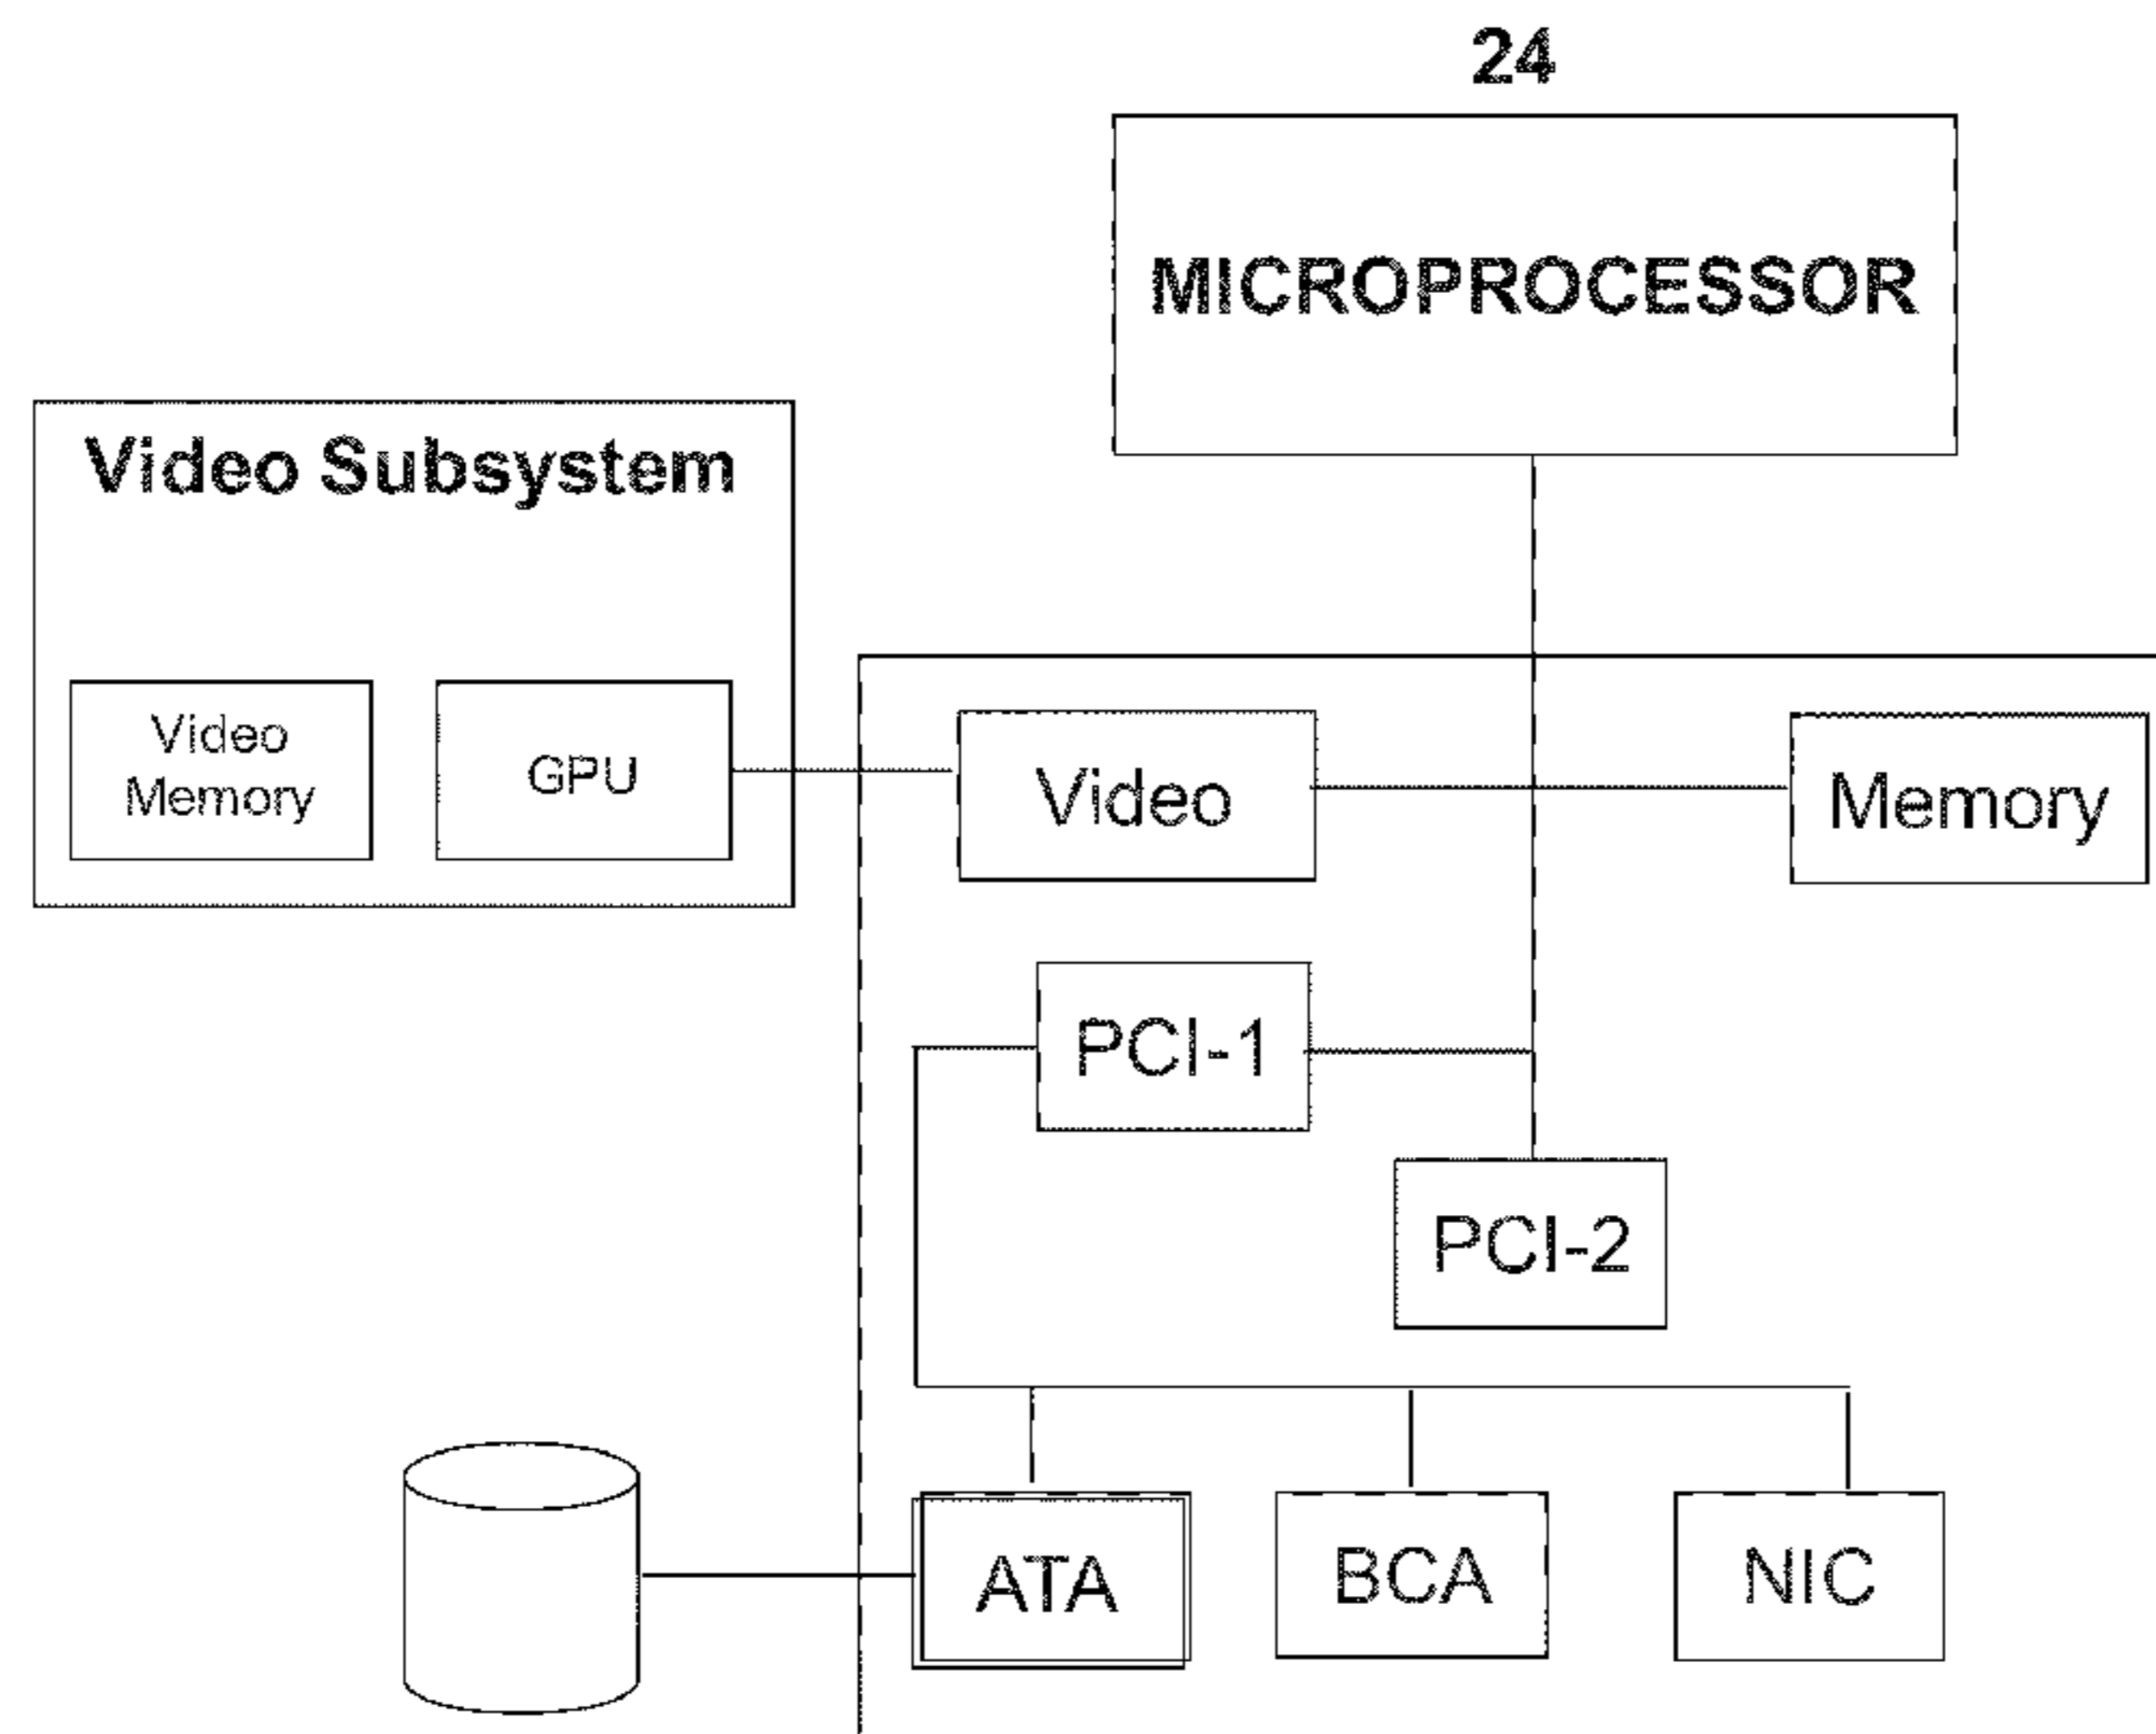 24
MICROPROCESSOR
Video Subsystem
Video
Memory
GPU
Video
Memory
PCI-1
PCI-2
ATA
BCA
NIC